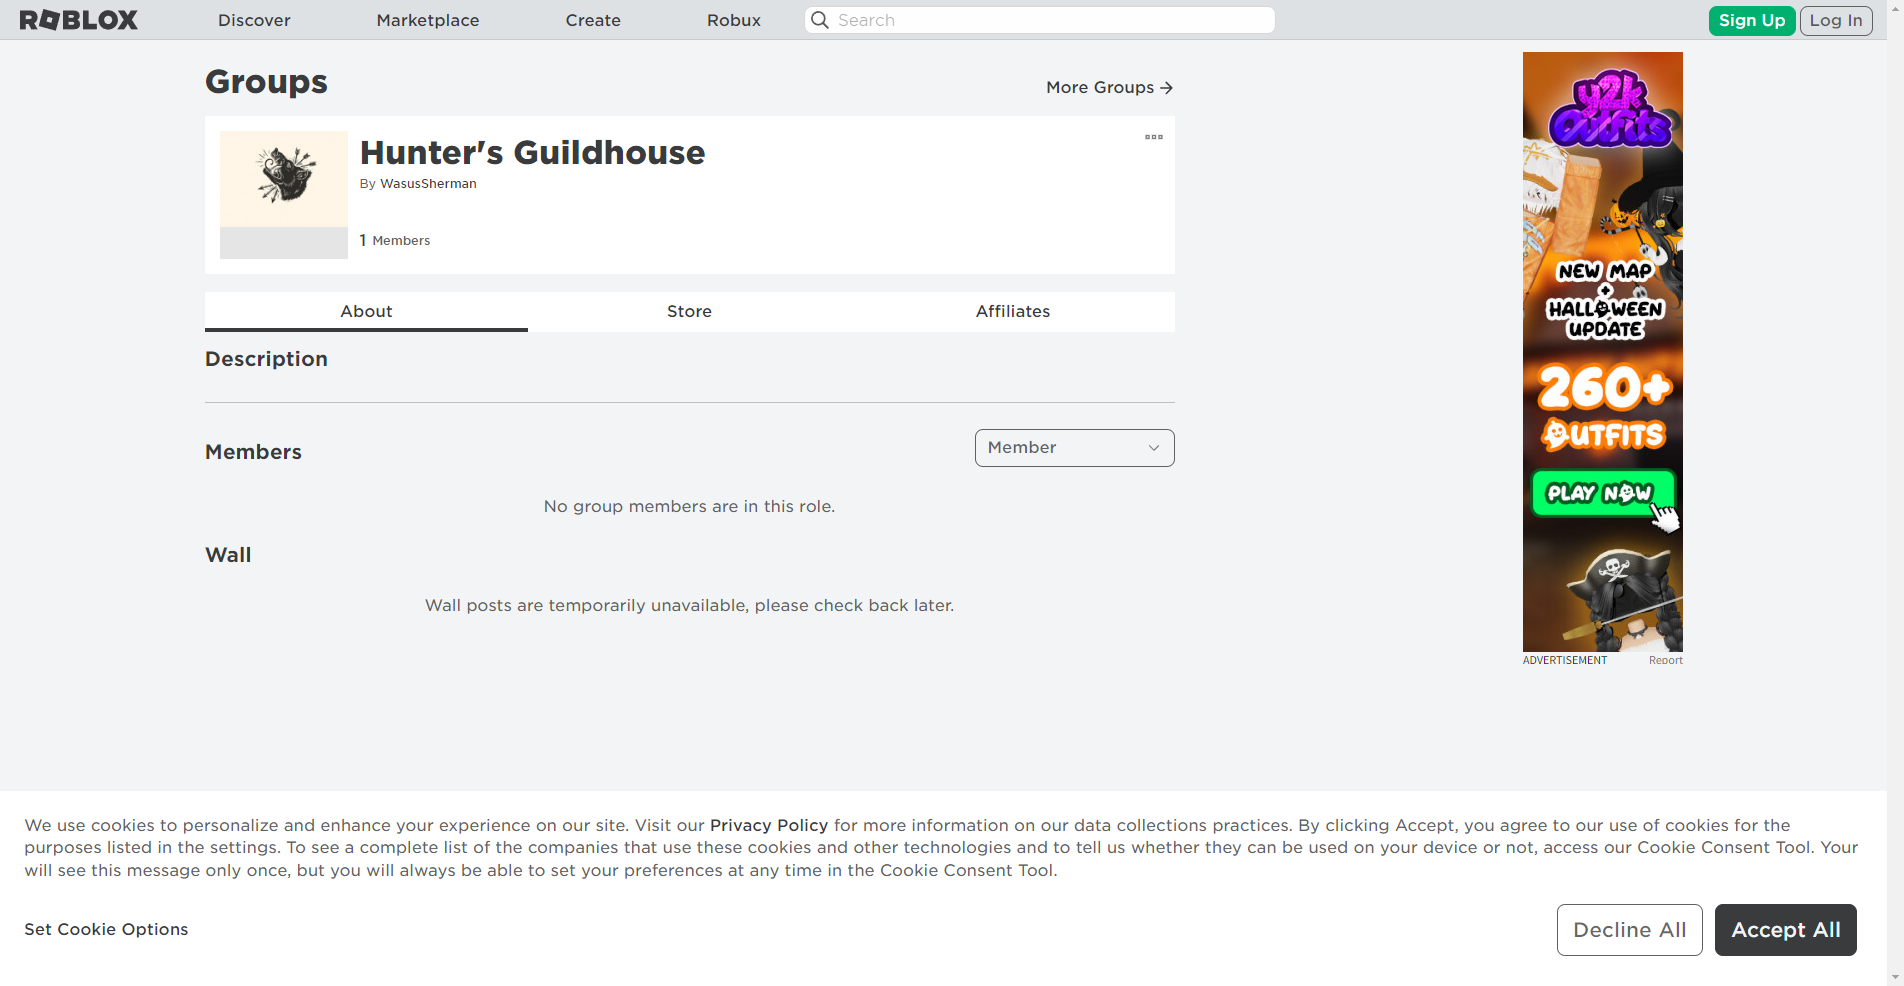 ROBLOX
Discover
Marketplace
Create
Robux
Search
Sign Up
Log In
Groups
More Groups
Hunter's Guildhouse
By WasusSherman
1 Members
About
Store
Affiliates
Description
Members
Member
No group members are in this role.
Wall
Wall posts are temporarily unavailable, please check back later.
y2k
Outfits
NEW MAP
+
HALLOWEEN
UPDATE
260+
OUTFITS
PLAY NOW
ADVERTISEMENT
Report
We use cookies to personalize and enhance your experience on our site. Visit our Privacy Policy for more information on our data collections practices. By clicking Accept, you agree to our use of cookies for the
purposes listed in the settings. To see a complete list of the companies that use these cookies and other technologies and to tell us whether they can be used on your device or not, access our Cookie Consent Tool. Your
will see this message only once, but you will always be able to set your preferences at any time in the Cookie Consent Tool.
Set Cookie Options
Decline All
Accept All